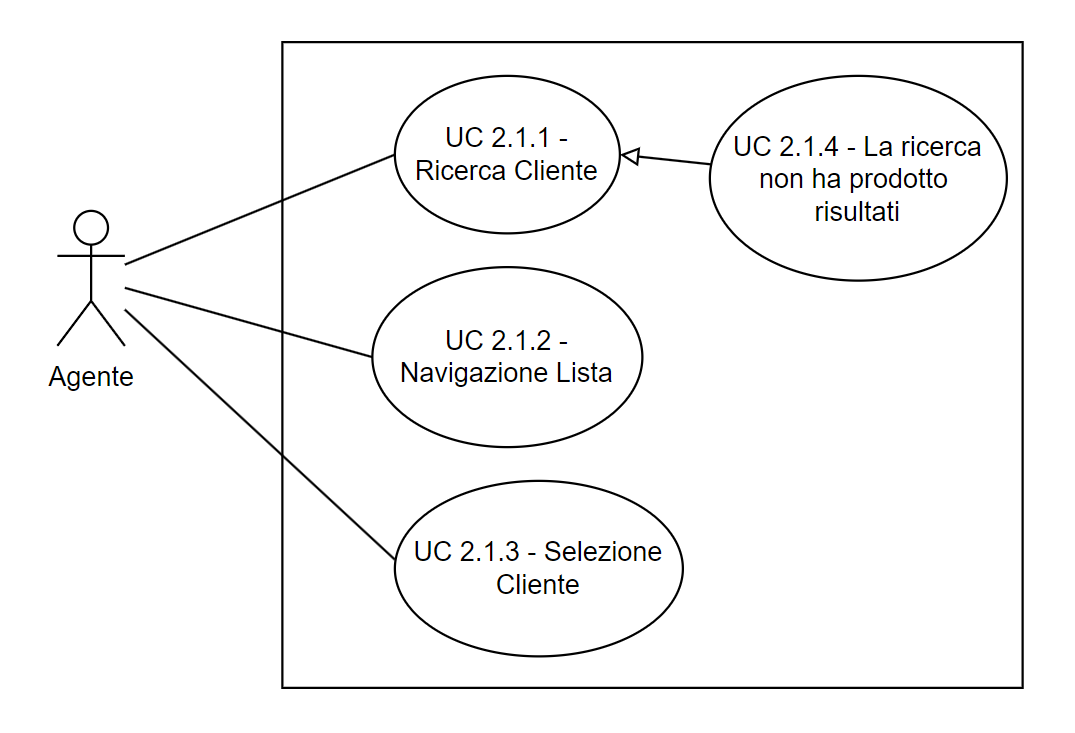 UC 2.1.1 -
Ricerca Cliente
UC 2.1.4 - La ricerca
non ha prodotto
risultati
Agente
UC 2.1.2 -
Navigazione Lista
UC 2.1.3 - Selezione
Cliente